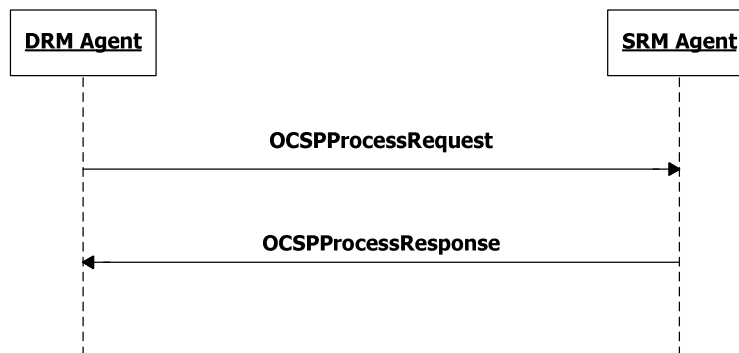 DRM Agent
SRM Agent
OCSPProcessRequest
OCSPProcessResponse